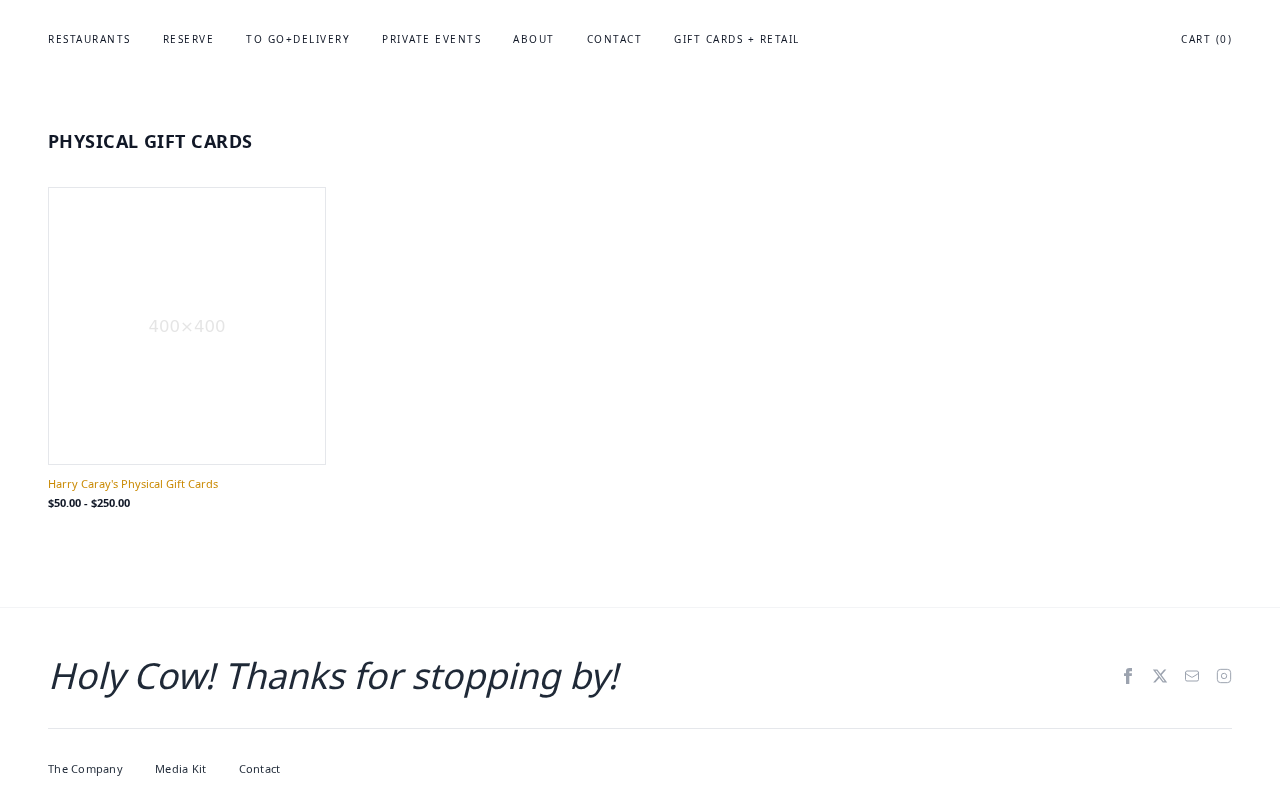 RESTAURANTS RESERVE TO GO+DELIVERY PRIVATE EVENTS ABOUT CONTACT GIFT CARDS + RETAIL CART (0)
PHYSICAL GIFT CARDS
400×400
Harry Caray's Physical Gift Cards
$50.00 - $250.00
Holy Cow! Thanks for stopping by!
The Company Media Kit Contact